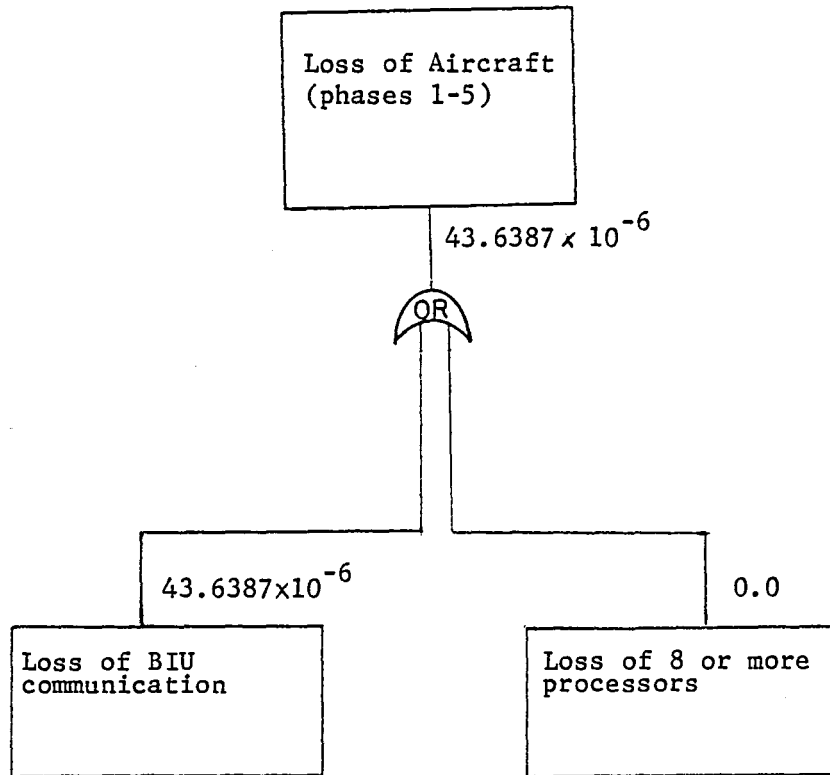 Loss of Aircraft
(phases 1-5)
43.6387 x 10^-6
OR
43.6387x10^-6
0.0
Loss of BIU
communication
Loss of 8 or more
processors